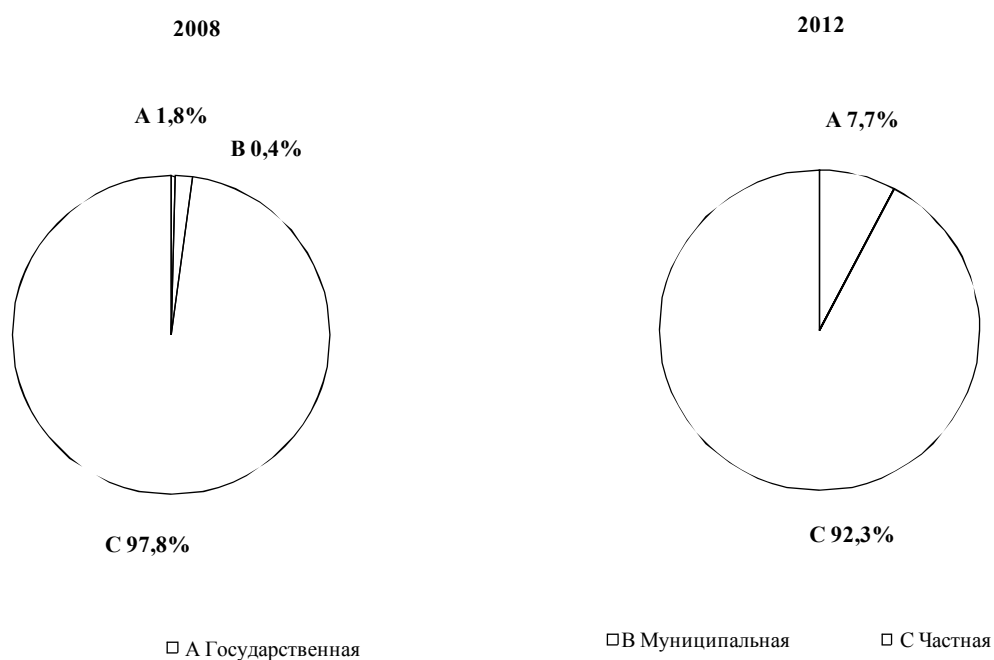 2008
2012
А 1,8%
В 0,4%
А 7,7%
С 97,8%
С 92,3%
А Государственная
В Муниципальная
С Частная